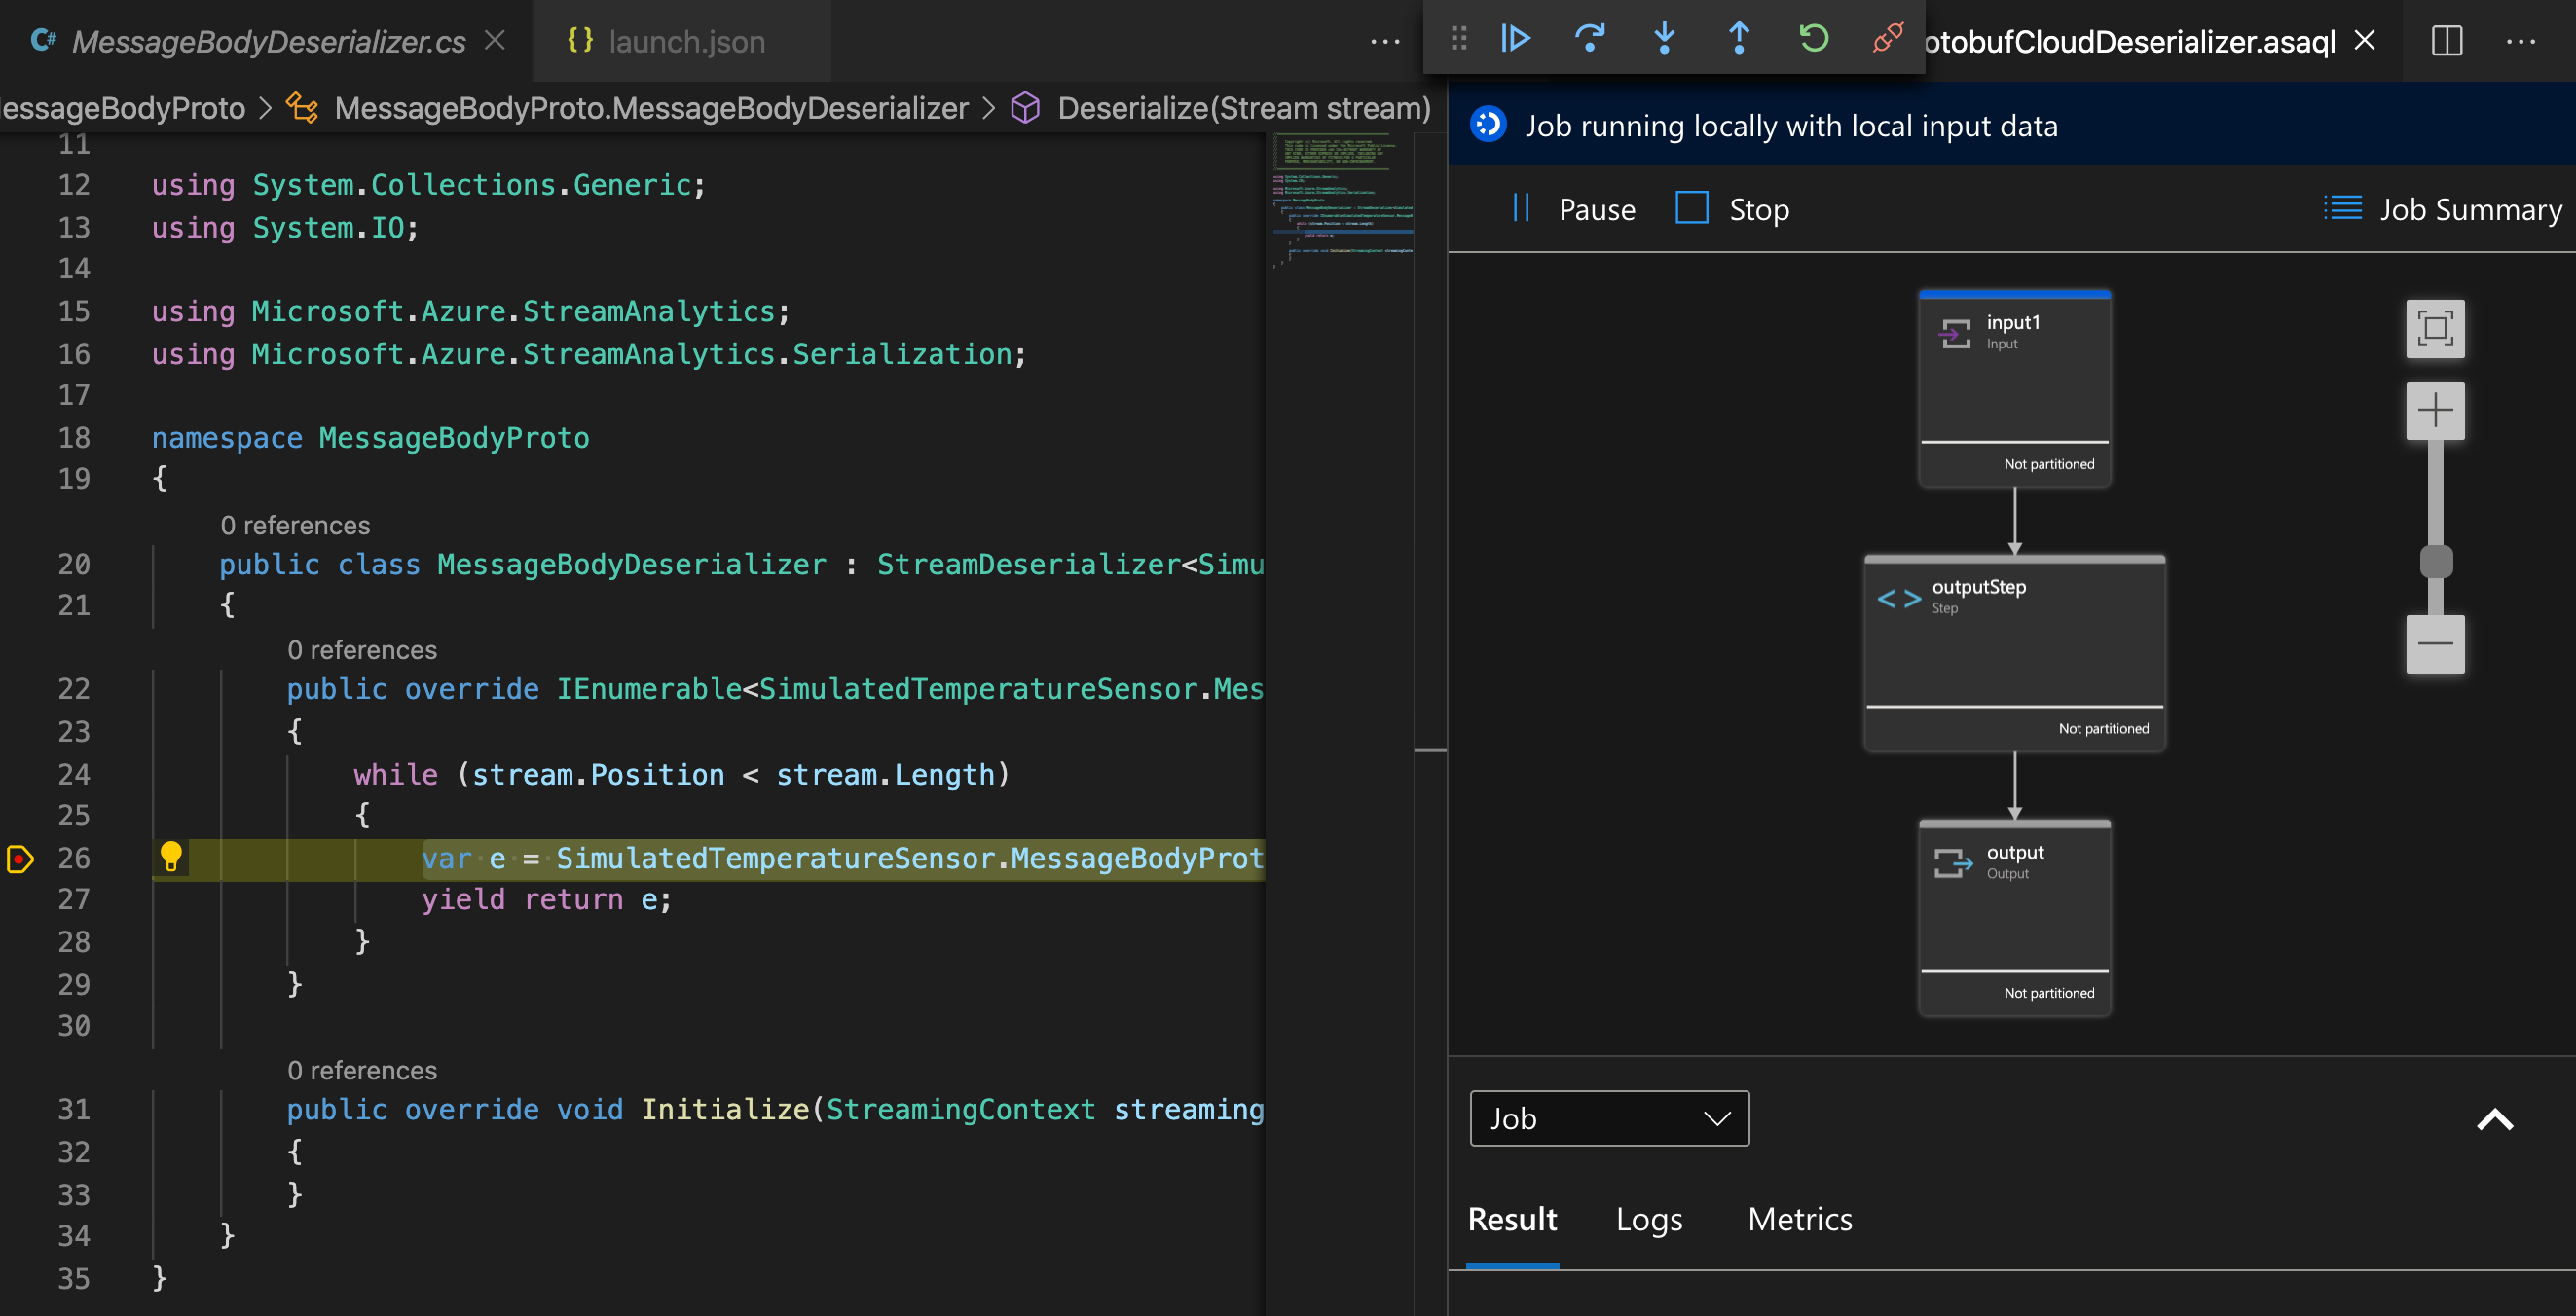 MessageBodyDeserializer.cs
launch.json
otobufCloudDeserializer.asaql
essageBodyProto > MessageBodyProto.MessageBodyDeserializer > Deserialize(Stream stream)
11
12 using System.Collections.Generic;
13 using System.IO;
14
15 using Microsoft.Azure.StreamAnalytics;
16 using Microsoft.Azure.StreamAnalytics.Serialization;
17
18 namespace MessageBodyProto
19 {
0 references
20 public class MessageBodyDeserializer : StreamDeserializer<Simu
21 {
0 references
22 public override IEnumerable<SimulatedTemperatureSensor.Mes
23 {
24 while (stream.Position < stream.Length)
25 {
26 var e = SimulatedTemperatureSensor.MessageBodyProt
27 yield return e;
28 }
29 }
30
0 references
31 public override void Initialize(StreamingContext streaming
32 {
33 }
34 }
35 }
Job running locally with local input data
Pause
Stop
Job Summary
input1
Input
Not partitioned
outputStep
Step
Not partitioned
output
Output
Not partitioned
Job
Result Logs Metrics